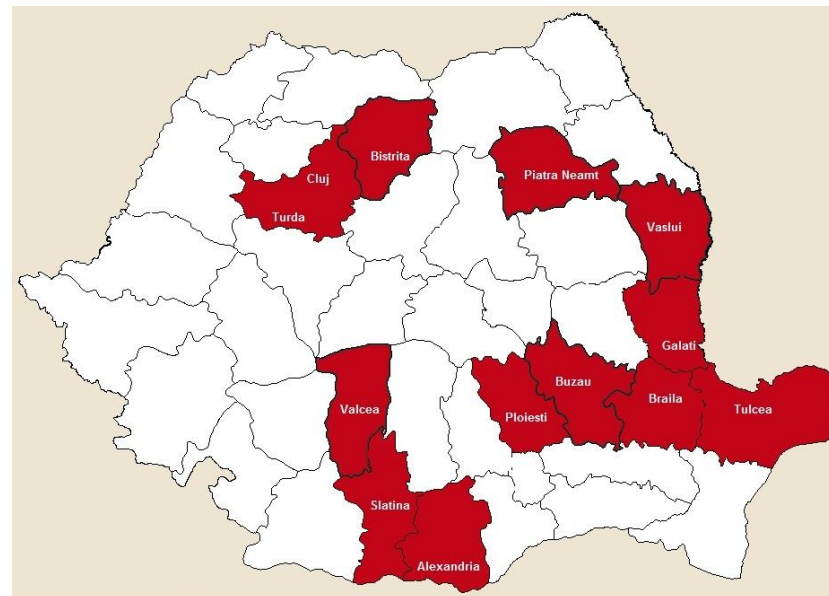 Bistrita
Cluj
Piatra Neamt
Turda
Vaslui
Galati
Buzau
Braila
Valcea
Ploiesti
Tulcea
Slatina
Alexandria